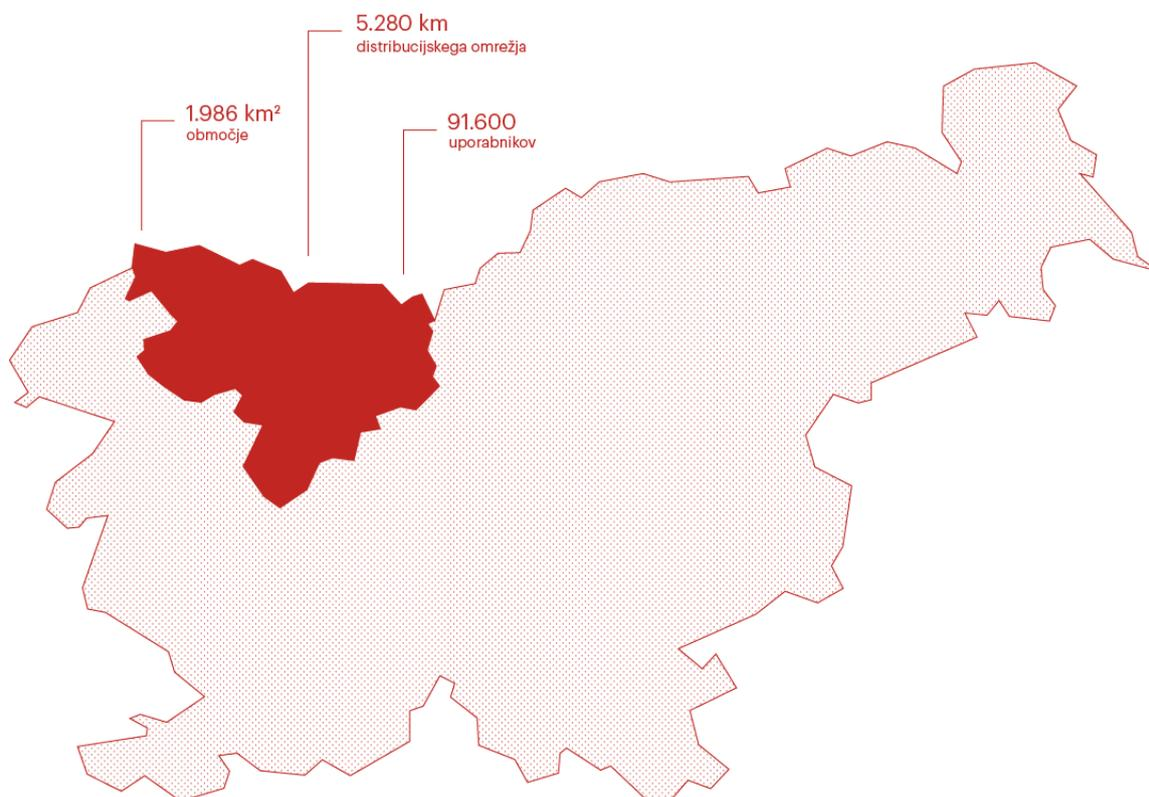 5.280 km
distribucijskega omrežja
1.986 km²
območje
91.600
uporabnikov